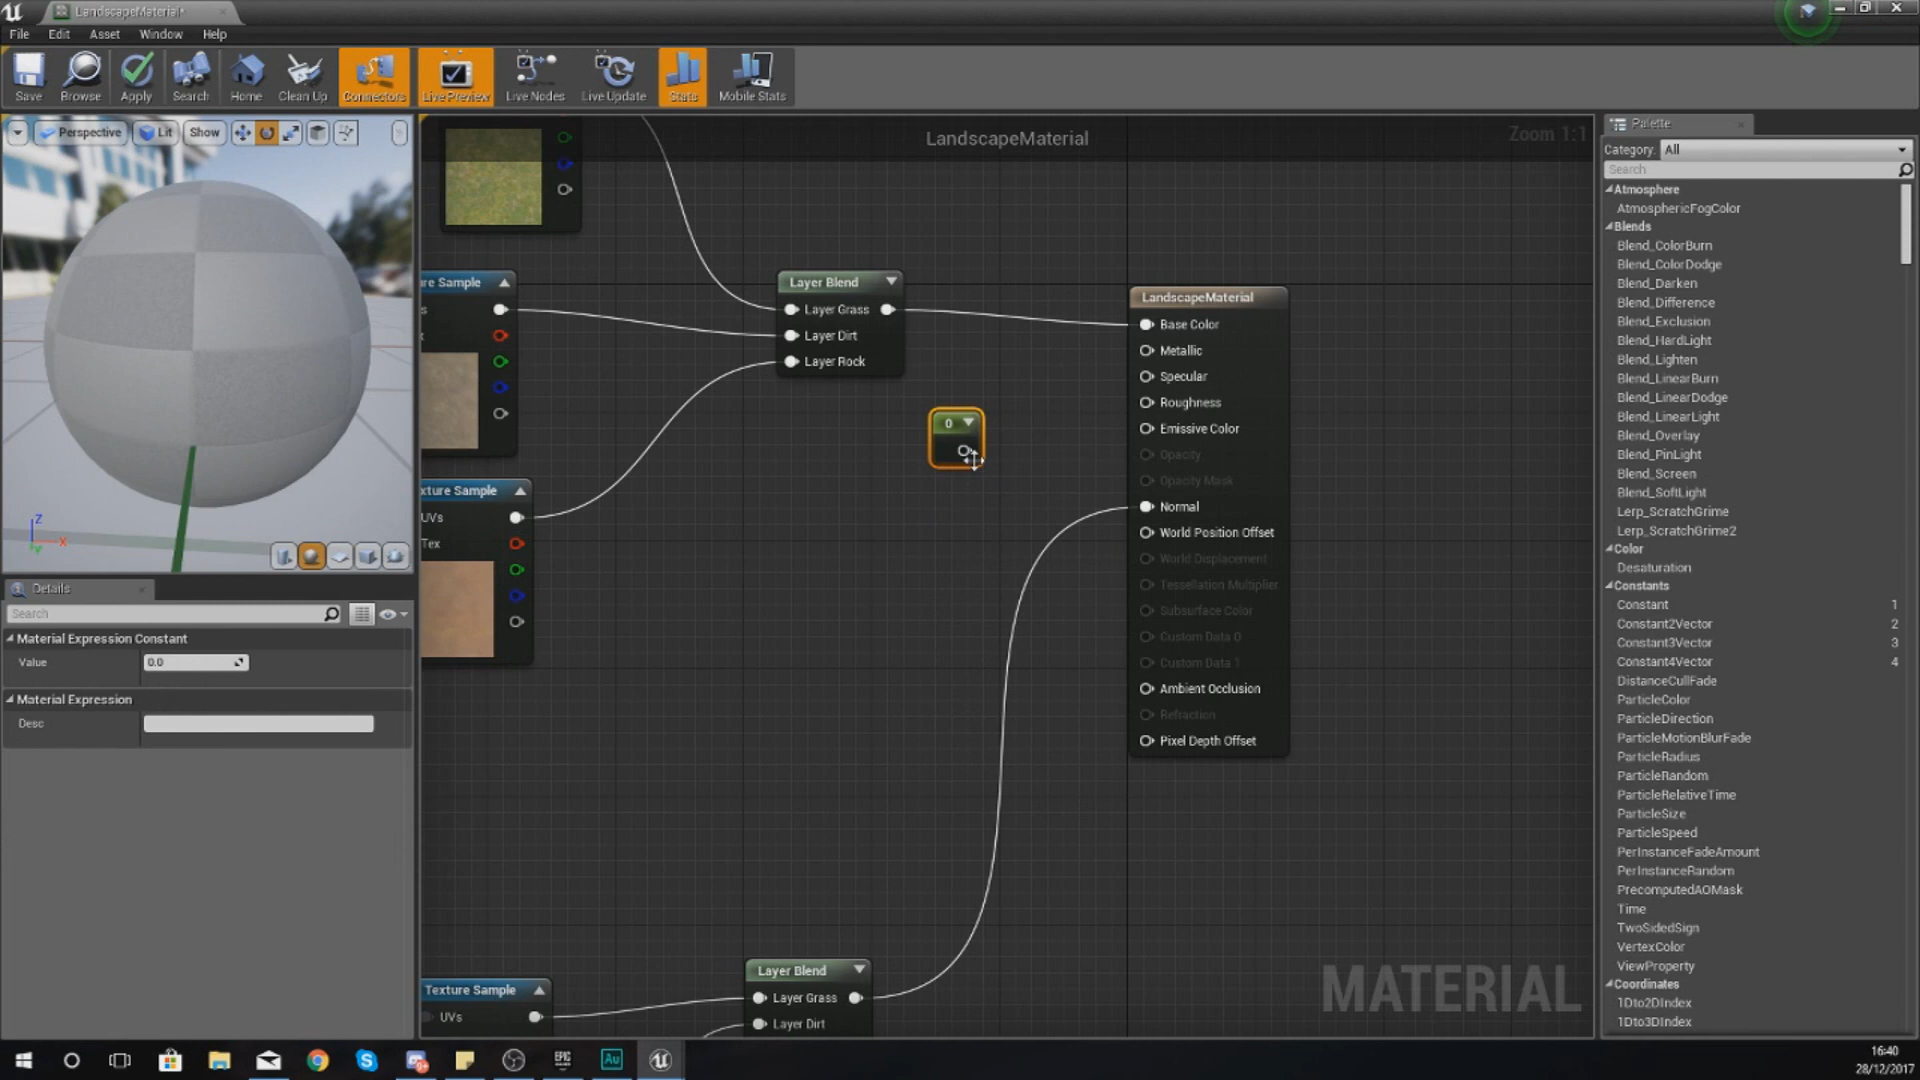 LandscapeMaterial*
File Edit Asset Window Help
Save Browse Apply Search Home Clean Up Connectors Live Preview Live Nodes Live Update Stats Mobile Stats
Perspective Lit Show
Z
X
Y
Details
Search
Material Expression Constant
Value 0.0
Material Expression
Desc
LandscapeMaterial
Zoom 1:1
re Sample
s
Layer Blend
Layer Grass
Layer Dirt
Layer Rock
0
xture Sample
UVs
Tex
Texture Sample
UVs
Layer Blend
Layer Grass
Layer Dirt
LandscapeMaterial
Base Color
Metallic
Specular
Roughness
Emissive Color
Opacity
Opacity Mask
Normal
World Position Offset
World Displacement
Tessellation Multiplier
Subsurface Color
Custom Data 0
Custom Data 1
Ambient Occlusion
Refraction
Pixel Depth Offset
MATERIAL
Palette
Category: All
Search
Atmosphere
AtmosphericFogColor
Blends
Blend_ColorBurn
Blend_ColorDodge
Blend_Darken
Blend_Difference
Blend_Exclusion
Blend_HardLight
Blend_Lighten
Blend_LinearBurn
Blend_LinearDodge
Blend_LinearLight
Blend_Overlay
Blend_PinLight
Blend_Screen
Blend_SoftLight
Lerp_ScratchGrime
Lerp_ScratchGrime2
Color
Desaturation
Constants
Constant 1
Constant2Vector 2
Constant3Vector 3
Constant4Vector 4
DistanceCullFade
ParticleColor
ParticleDirection
ParticleMotionBlurFade
ParticleRadius
ParticleRandom
ParticleRelativeTime
ParticleSize
ParticleSpeed
PerInstanceFadeAmount
PerInstanceRandom
PrecomputedAOMask
Time
TwoSidedSign
VertexColor
ViewProperty
Coordinates
1Dto2DIndex
1Dto3DIndex
EPIC
Au
16:40
28/12/2017